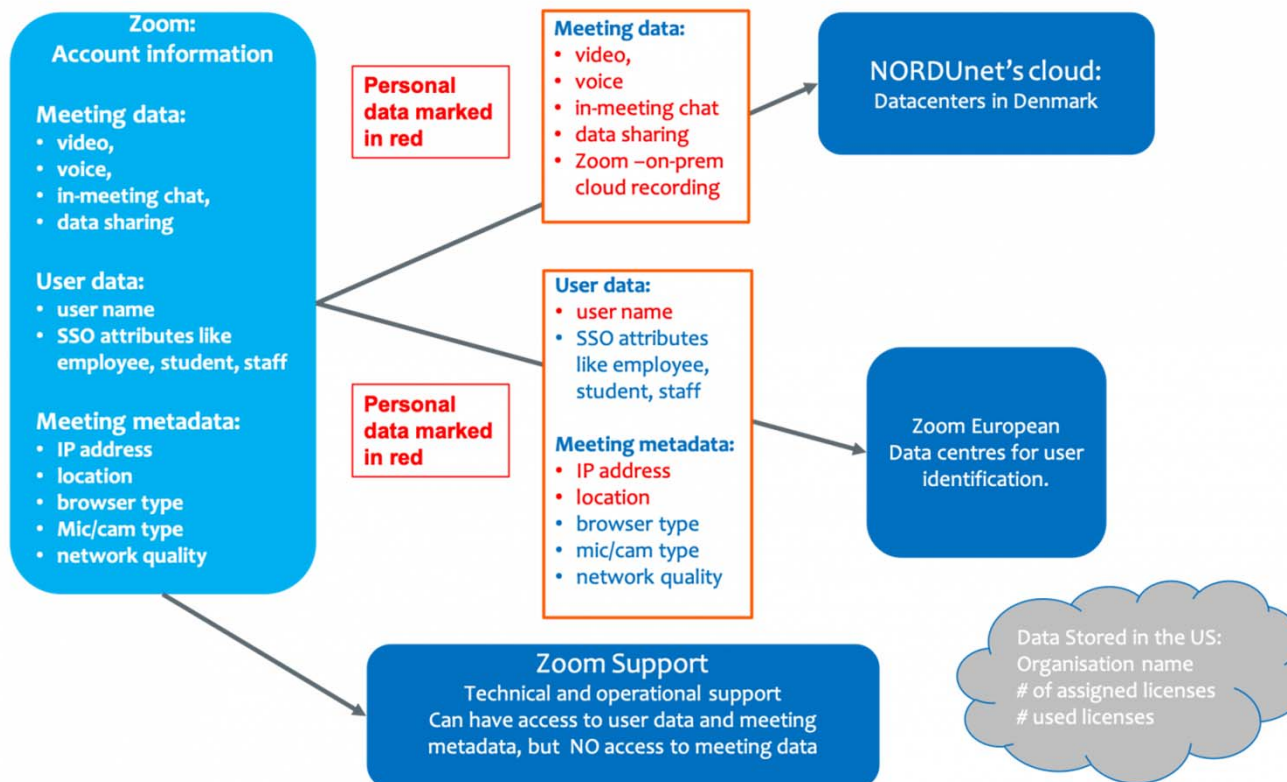 Zoom:
Account information
Meeting data:
• video,
• voice,
• in-meeting chat,
• data sharing
User data:
• user name
• SSO attributes like
employee, student, staff
Meeting metadata:
• IP address
• location
• browser type
• Mic/cam type
• network quality
Personal
data marked
in red
Meeting data:
• video,
• voice
• in-meeting chat
• data sharing
• Zoom –on-prem
cloud recording
NORDUnet’s cloud:
Datacenters in Denmark
Personal
data marked
in red
User data:
• user name
• SSO attributes
like employee,
student, staff
Meeting metadata:
• IP address
• location
• browser type
• mic/cam type
• network quality
Zoom European
Data centres for user
identification.
Zoom Support
Technical and operational support
Can have access to user data and meeting
metadata, but NO access to meeting data
Data Stored in the US:
Organisation name
# of assigned licenses
# used licenses